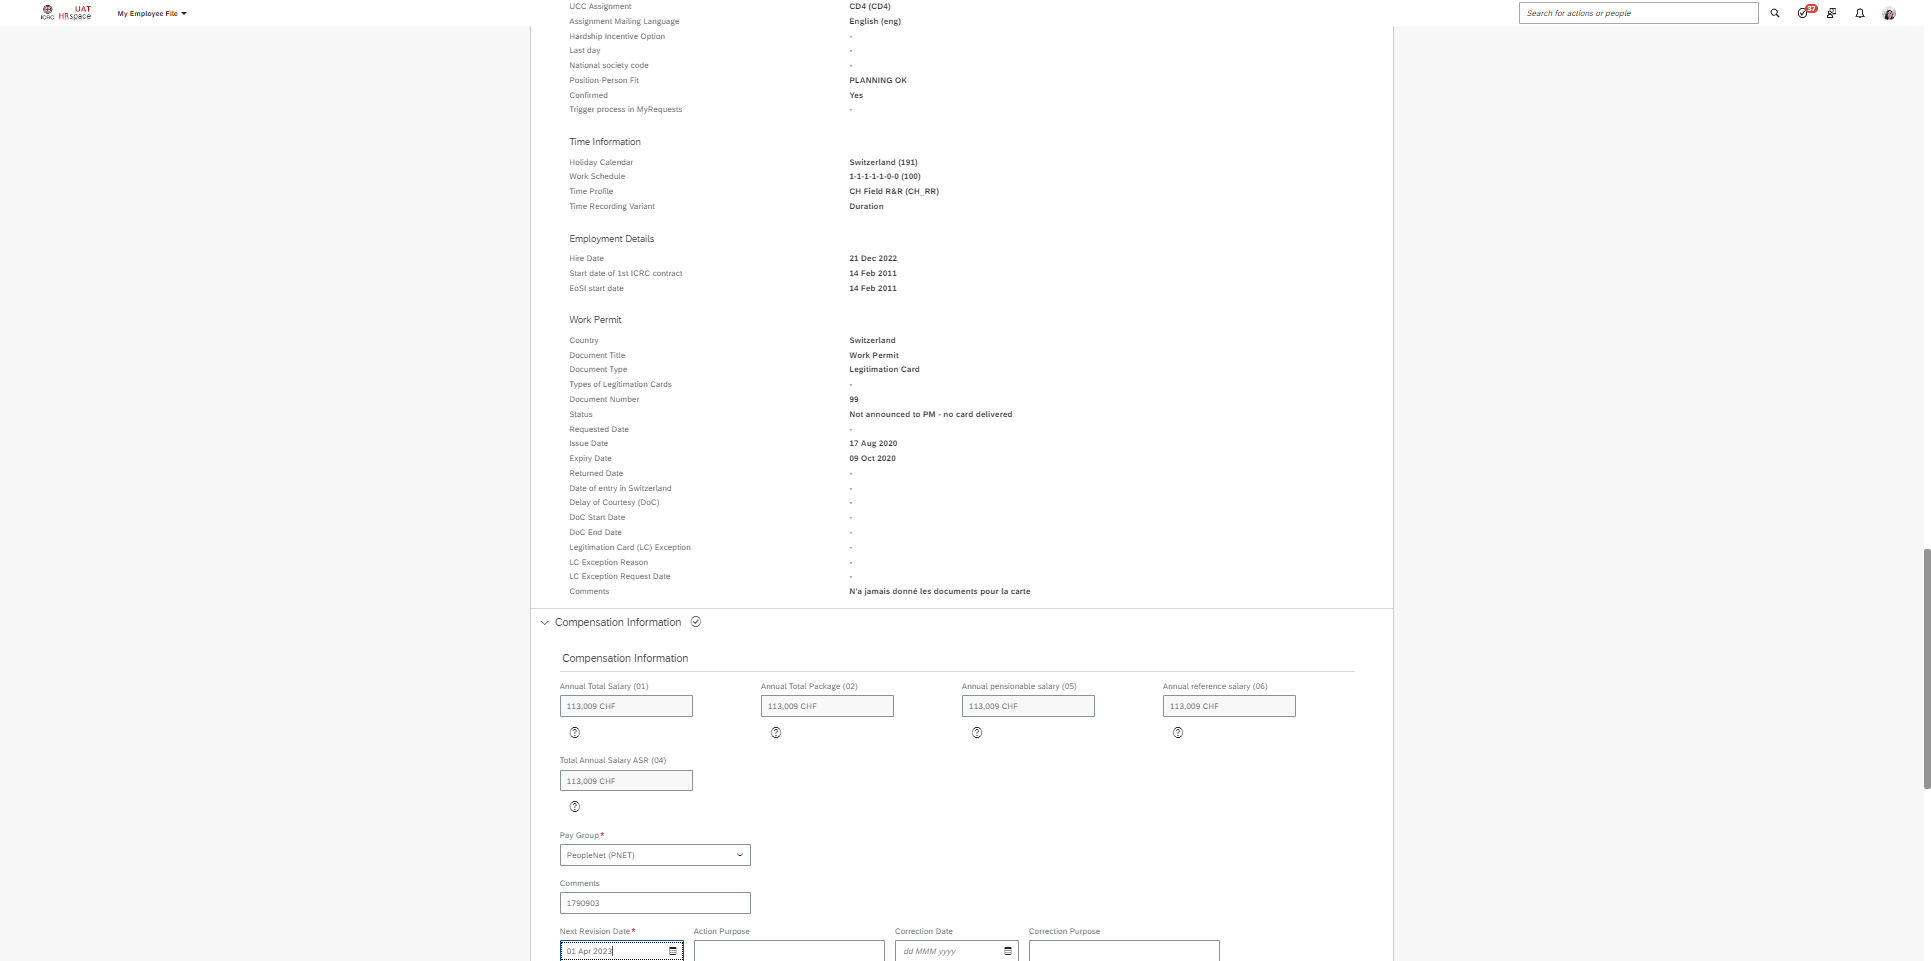 UAT
ICRC HRspace
My Employee File
Search for actions or people
37
UCC Assignment CD4 (CD4)
Assignment Mailing Language English (eng)
Hardship Incentive Option -
Last day -
National society code -
Position-Person Fit PLANNING OK
Confirmed Yes
Trigger process in MyRequests -
Time Information
Holiday Calendar Switzerland (191)
Work Schedule 1-1-1-1-1-0-0 (100)
Time Profile CH Field R&R (CH_RR)
Time Recording Variant Duration
Employment Details
Hire Date 21 Dec 2022
Start date of 1st ICRC contract 14 Feb 2011
EoSI start date 14 Feb 2011
Work Permit
Country Switzerland
Document Title Work Permit
Document Type Legitimation Card
Types of Legitimation Cards -
Document Number 99
Status Not announced to PM - no card delivered
Requested Date -
Issue Date 17 Aug 2020
Expiry Date 09 Oct 2020
Returned Date -
Date of entry in Switzerland -
Delay of Courtesy (DoC) -
DoC Start Date -
DoC End Date -
Legitimation Card (LC) Exception -
LC Exception Reason -
LC Exception Request Date -
Comments N'a jamais donné les documents pour la carte
Compensation Information
Compensation Information
Annual Total Salary (01) Annual Total Package (02) Annual pensionable salary (05) Annual reference salary (06)
113,009 CHF 113,009 CHF 113,009 CHF 113,009 CHF
Total Annual Salary ASR (04)
113,009 CHF
Pay Group*
PeopleNet (PNET)
Comments
1790903
Next Revision Date* Action Purpose Correction Date Correction Purpose
01 Apr 2023 dd MMM yyyy